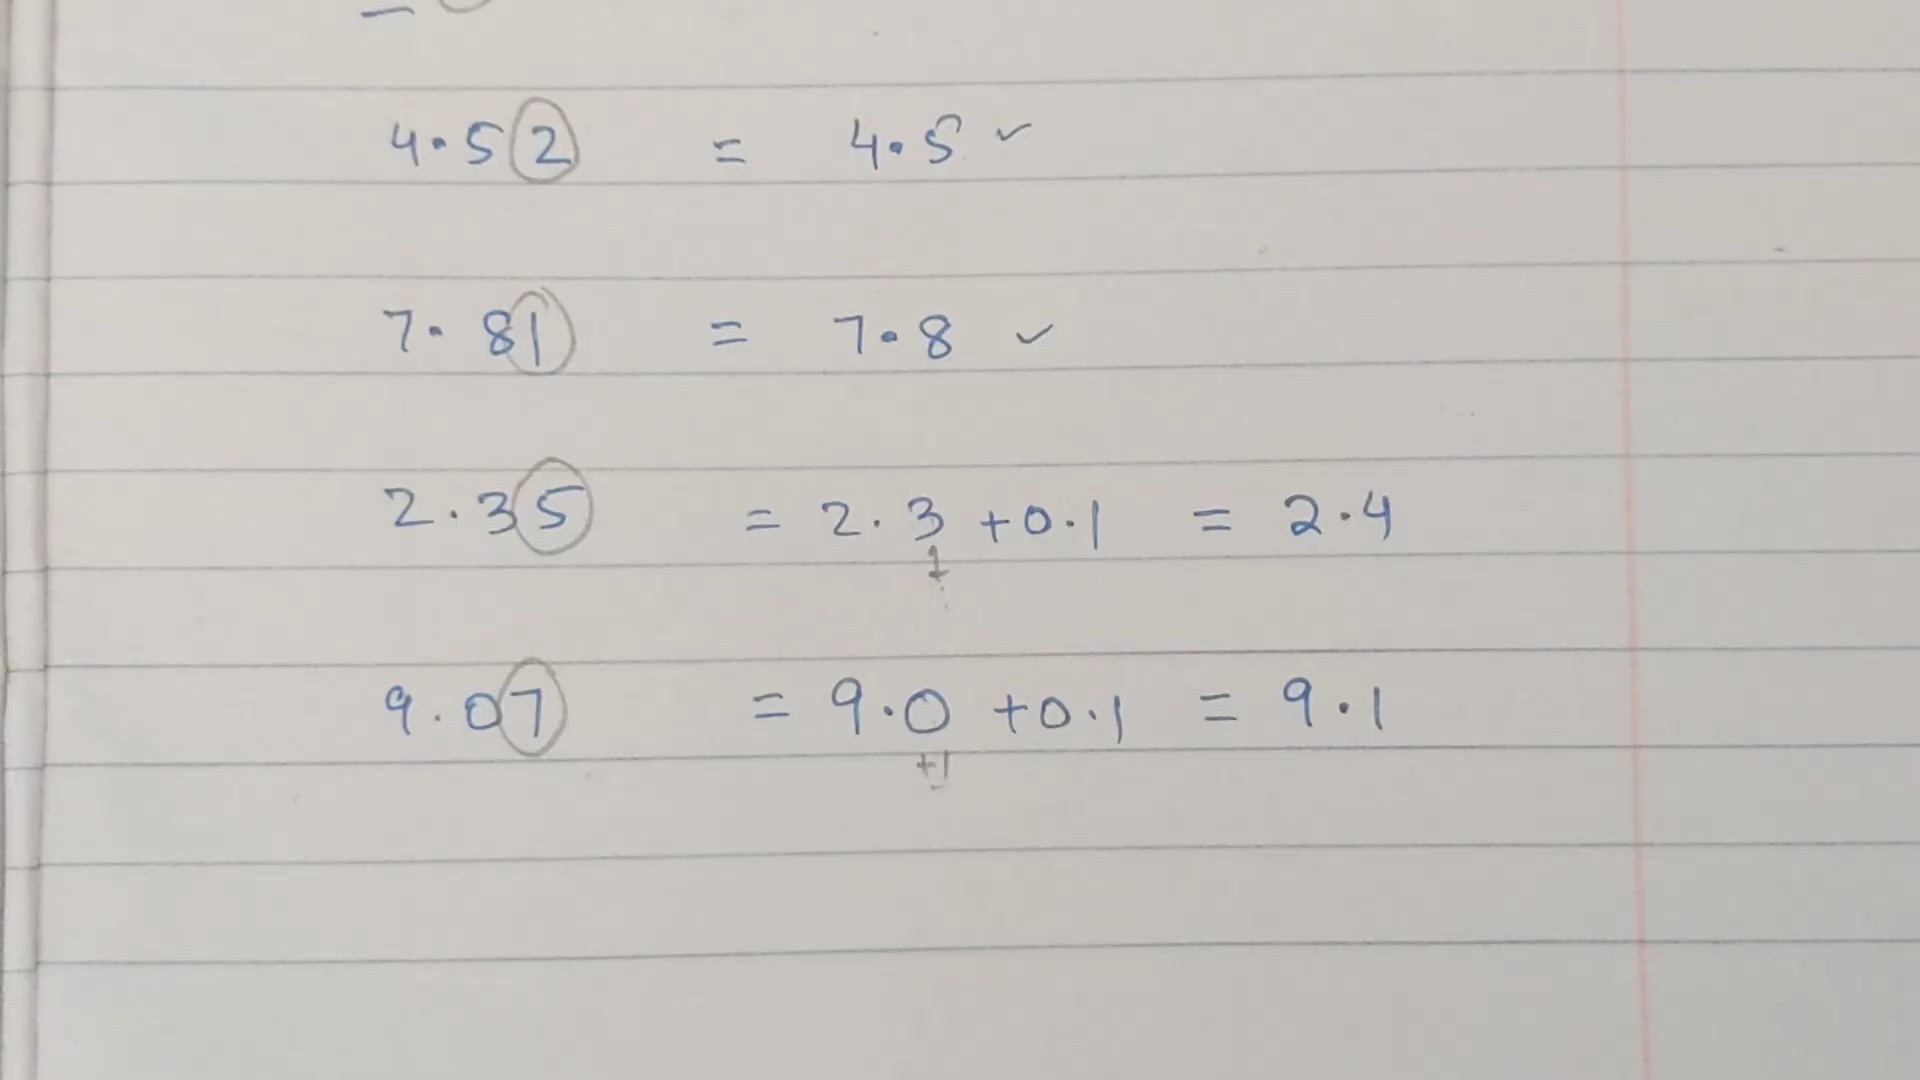 4.52 = 4.5 ✓
7.81 = 7.8 ✓
2.35 = 2.3 +0.1 = 2.4
9.07 = 9.0 +0.1 = 9.1
+1